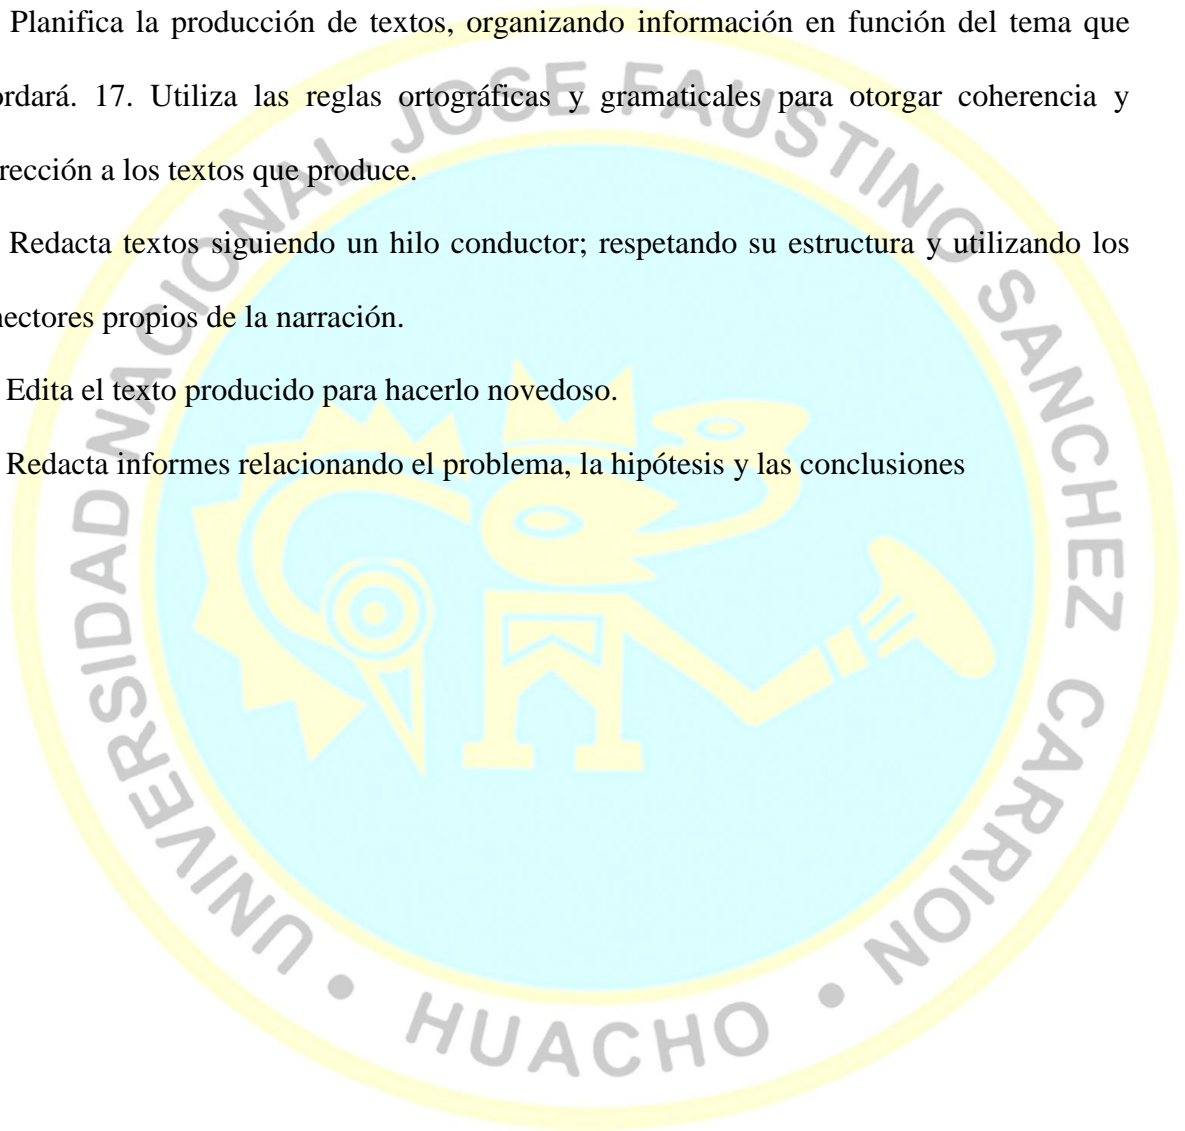 Planifica la producción de textos, organizando información en función del tema que
ordará. 17. Utiliza las reglas ortográficas y gramaticales para otorgar coherencia y
rección a los textos que produce.
Redacta textos siguiendo un hilo conductor; respetando su estructura y utilizando los
nectores propios de la narración.
Edita el texto producido para hacerlo novedoso.
Redacta informes relacionando el problema, la hipótesis y las conclusiones
UNIVERSIDAD NACIONAL JOSE FAUSTINO SANCHEZ CARRION • HUACHO •